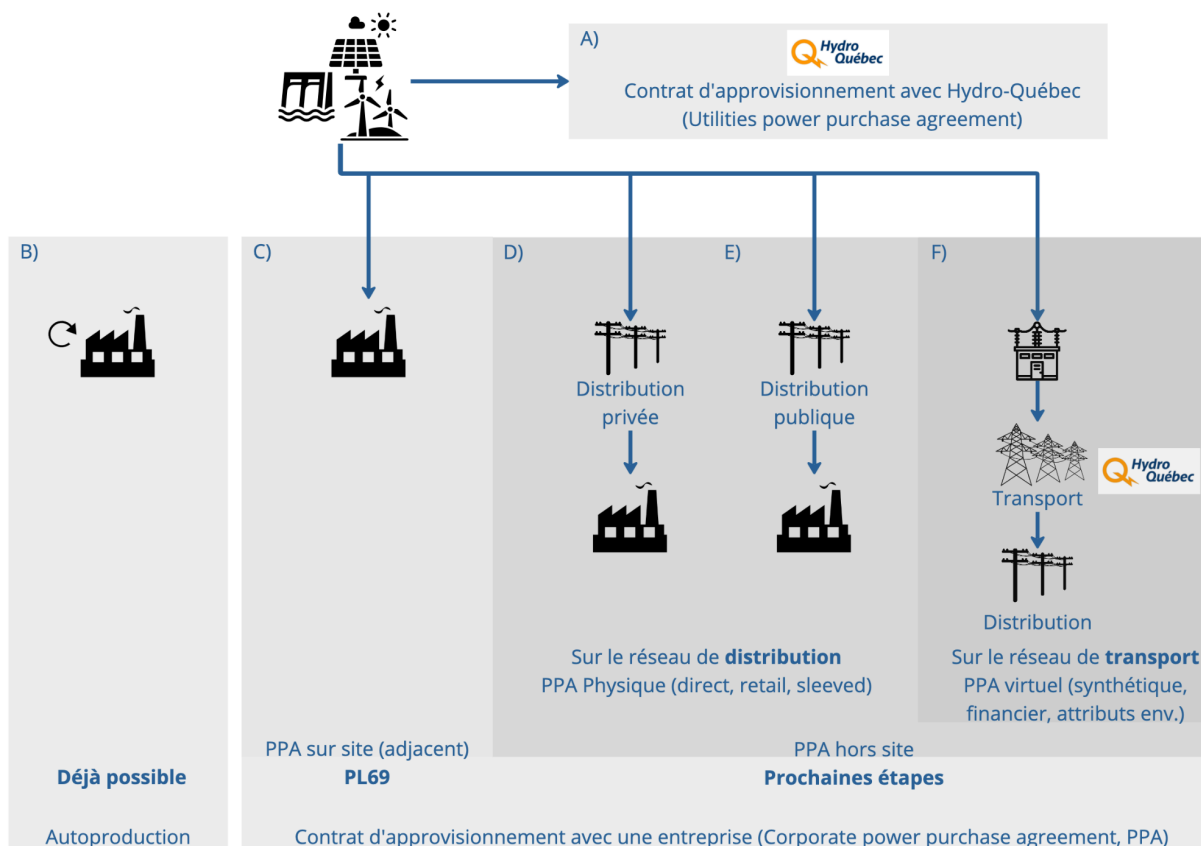 A)
Hydro
Québec
Contrat d'approvisionnement avec Hydro-Québec
(Utilities power purchase agreement)
B)
C)
D)
E)
F)
Distribution
privée
Distribution
publique
Hydro
Québec
Transport
Distribution
Sur le réseau de distribution
PPA Physique (direct, retail, sleeved)
Sur le réseau de transport
PPA virtuel (synthétique,
financier, attributs env.)
PPA sur site (adjacent)
PPA hors site
Déjà possible
PL69
Prochaines étapes
Autoproduction
Contrat d'approvisionnement avec une entreprise (Corporate power purchase agreement, PPA)